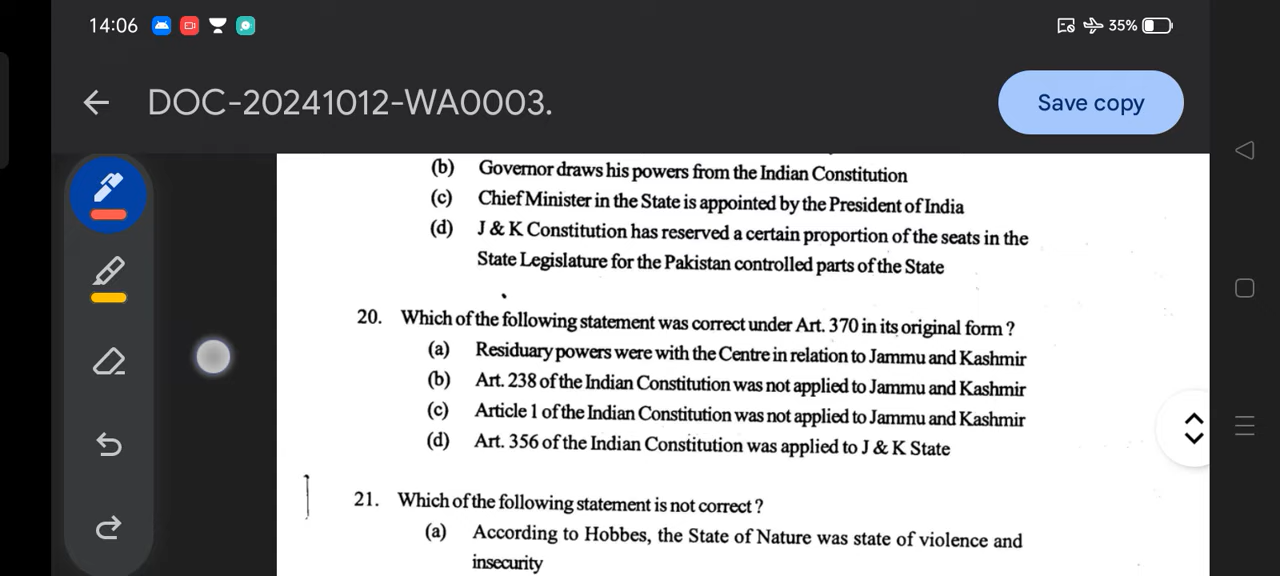 14:06
35%
DOC-20241012-WA0003.
Save copy
(b) Governor draws his powers from the Indian Constitution
(c) Chief Minister in the State is appointed by the President of India
(d) J & K Constitution has reserved a certain proportion of the seats in the
State Legislature for the Pakistan controlled parts of the State
20. Which of the following statement was correct under Art. 370 in its original form ?
(a) Residuary powers were with the Centre in relation to Jammu and Kashmir
(b) Art. 238 of the Indian Constitution was not applied to Jammu and Kashmir
(c) Article 1 of the Indian Constitution was not applied to Jammu and Kashmir
(d) Art. 356 of the Indian Constitution was applied to J & K State
21. Which of the following statement is not correct ?
(a) According to Hobbes, the State of Nature was state of violence and
insecurity